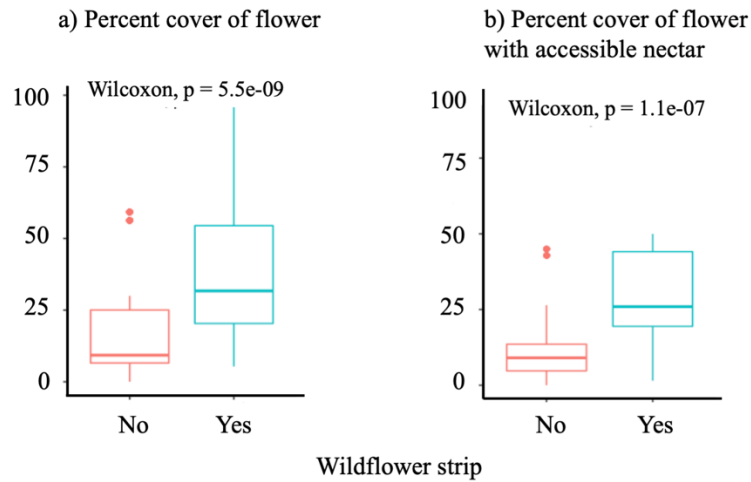 a) Percent cover of flower
b) Percent cover of flower
with accessible nectar
Wilcoxon, p = 5.5e-09
100
75
50
25
0
No
Yes
Wilcoxon, p = 1.1e-07
100
75
50
25
0
No
Yes
Wildflower strip